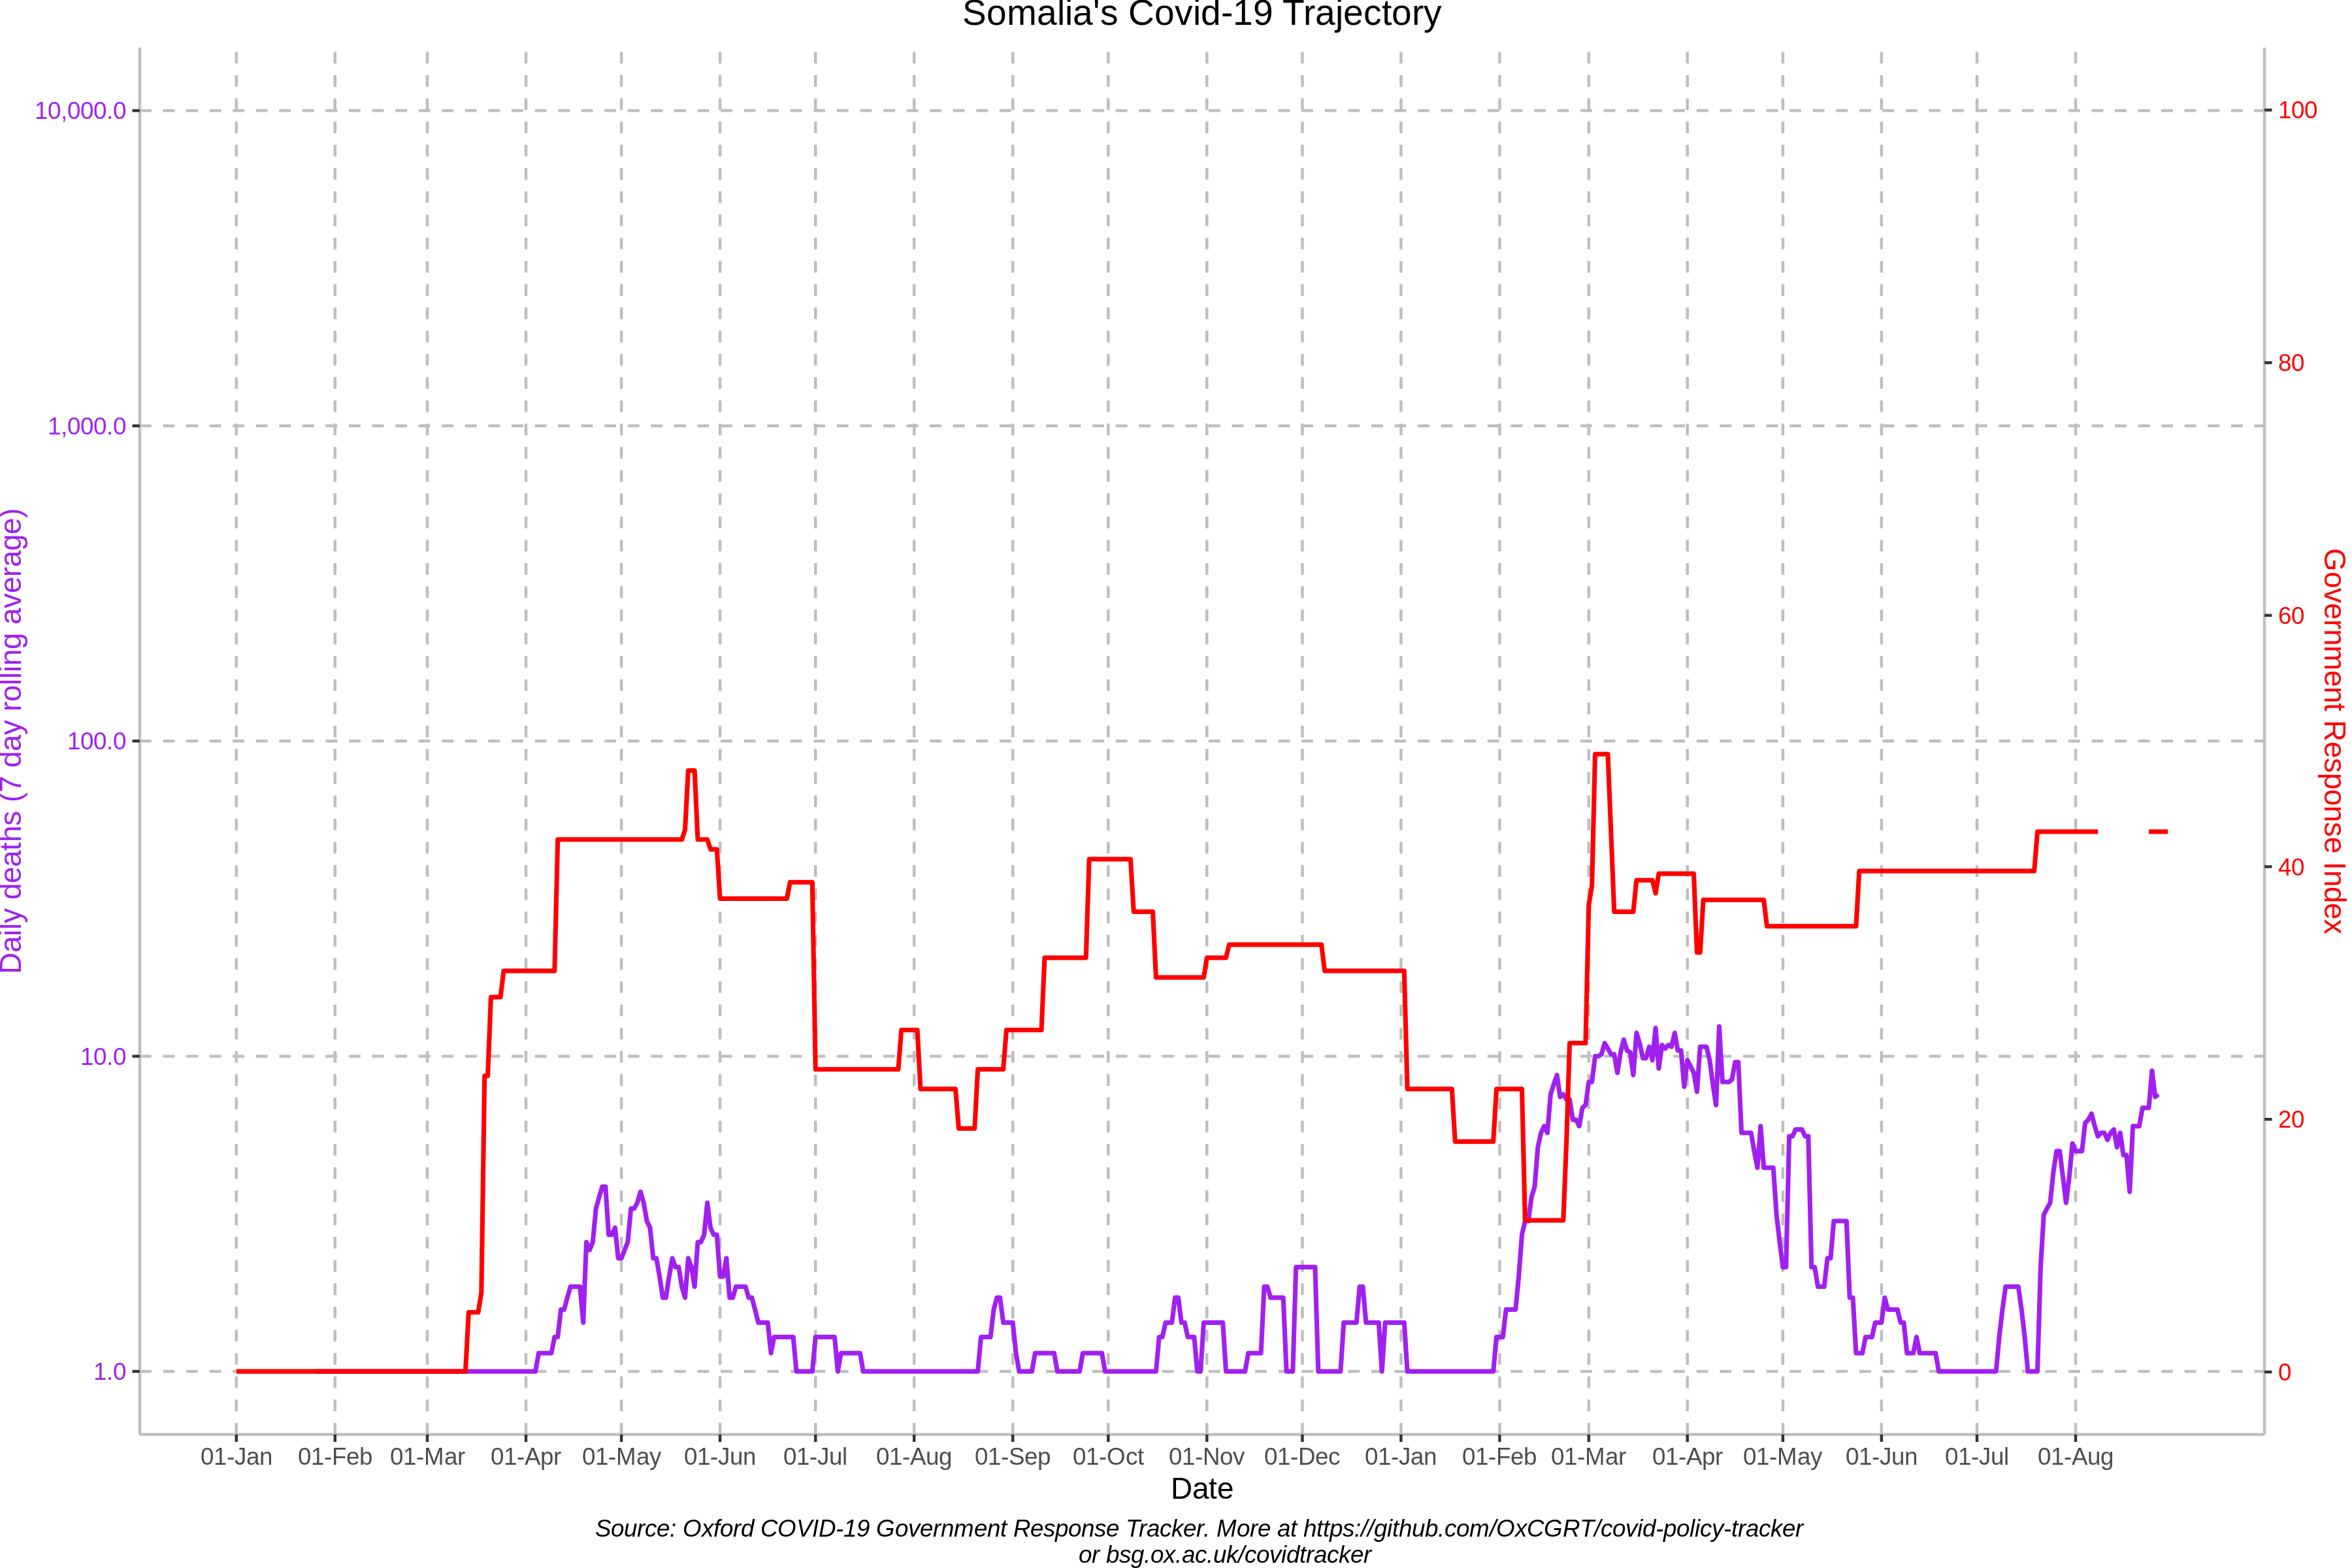 Somalia's Covid-19 Trajectory
10,000.0
1,000.0
100.0
10.0
1.0
Daily deaths (7 day rolling average)
100
80
60
40
20
0
Government Response Index
01-Jan 01-Feb 01-Mar 01-Apr 01-May 01-Jun 01-Jul 01-Aug 01-Sep 01-Oct 01-Nov 01-Dec 01-Jan 01-Feb 01-Mar 01-Apr 01-May 01-Jun 01-Jul 01-Aug
Date
Source: Oxford COVID-19 Government Response Tracker. More at https://github.com/OxCGRT/covid-policy-tracker
or bsg.ox.ac.uk/covidtracker